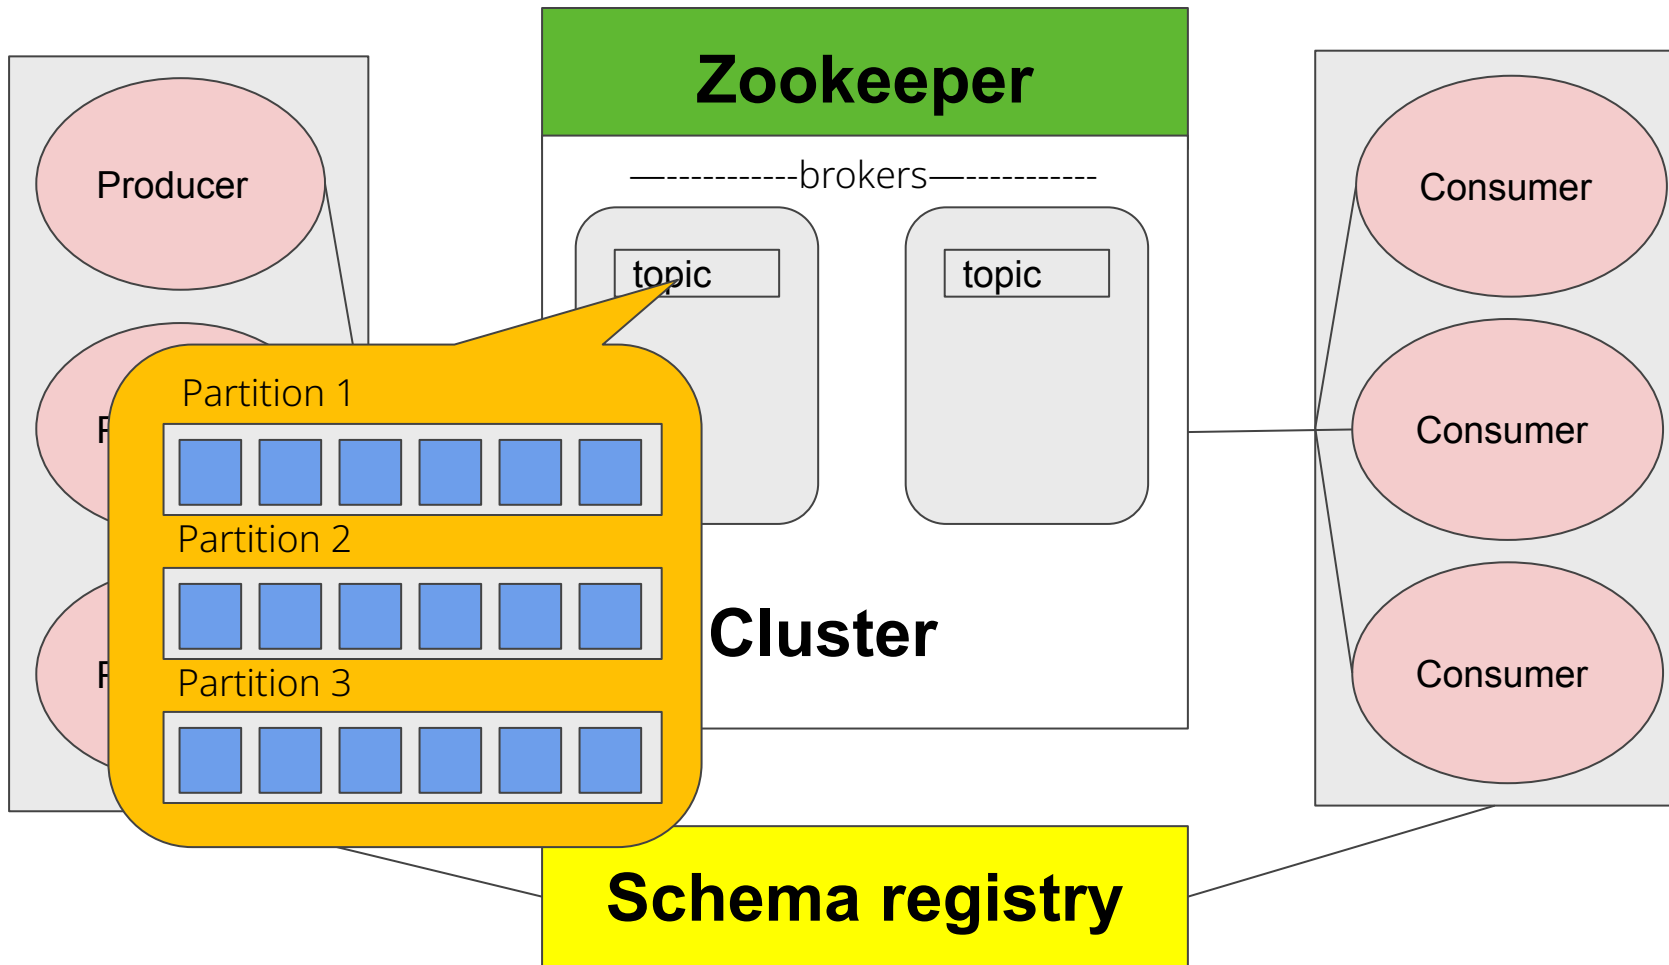 Zookeeper
—-----------brokers—-----------
Producer
Consumer
topic
topic
Partition 1
Consumer
Partition 2
Cluster
Partition 3
Consumer
Schema registry